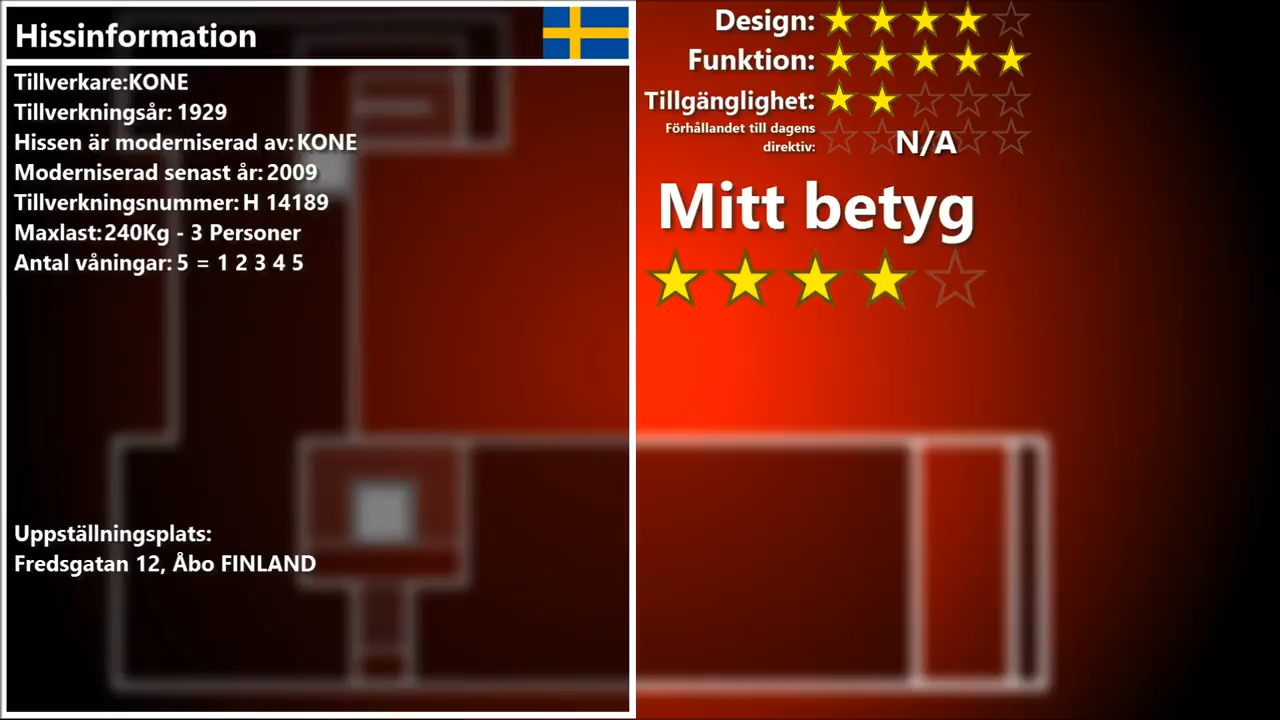 Hissinformation
Tillverkare:KONE
Tillverkningsår: 1929
Hissen är moderniserad av: KONE
Moderniserad senast år: 2009
Tillverkningsnummer: H 14189
Maxlast:240Kg - 3 Personer
Antal våningar: 5 = 1 2 3 4 5
Uppställningsplats:
Fredsgatan 12, Åbo FINLAND
Design:
Funktion:
Tillgänglighet:
Förhållandet till dagens
direktiv:
N/A
Mitt betyg